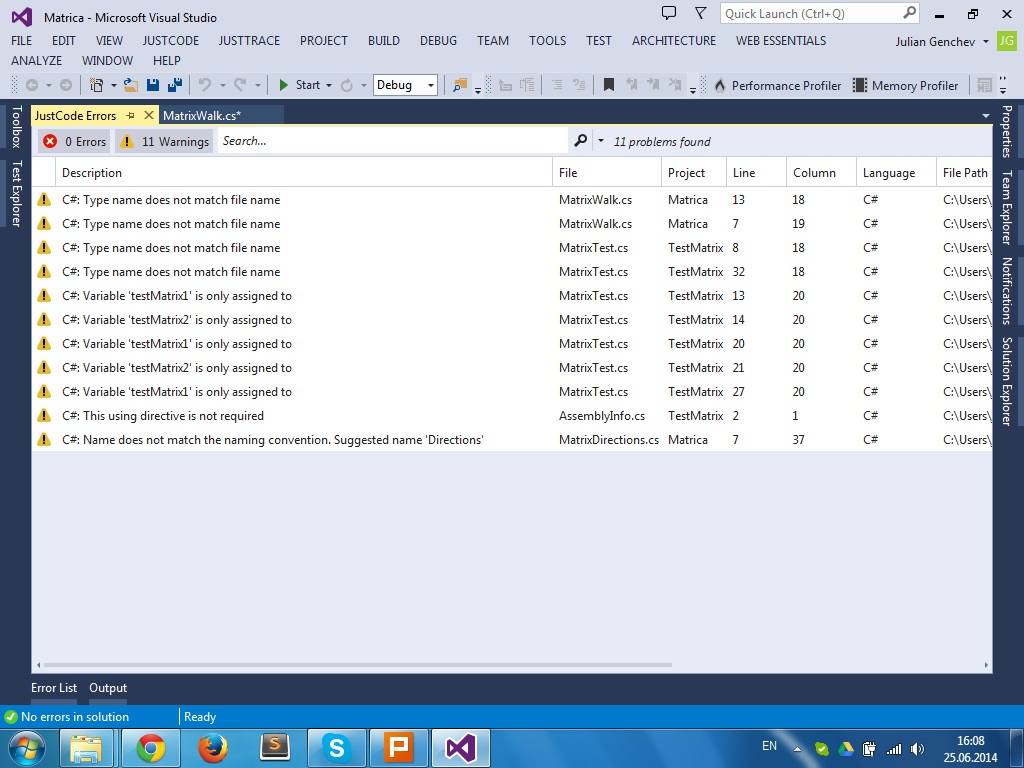 Matrica - Microsoft Visual Studio
Quick Launch (Ctrl+Q)
FILE EDIT VIEW JUSTCODE JUSTTRACE PROJECT BUILD DEBUG TEAM TOOLS TEST ARCHITECTURE WEB ESSENTIALS
Julian Genchev JG
ANALYZE WINDOW HELP
Start Debug Performance Profiler Memory Profiler
JustCode Errors MatrixWalk.cs*
0 Errors 11 Warnings Search... 11 problems found
Description File Project Line Column Language File Path
C#: Type name does not match file name MatrixWalk.cs Matrica 13 18 C# C:\Users\
C#: Type name does not match file name MatrixWalk.cs Matrica 7 19 C# C:\Users\
C#: Type name does not match file name MatrixTest.cs TestMatrix 8 18 C# C:\Users\
C#: Type name does not match file name MatrixTest.cs TestMatrix 32 18 C# C:\Users\
C#: Variable 'testMatrix1' is only assigned to MatrixTest.cs TestMatrix 13 20 C# C:\Users\
C#: Variable 'testMatrix2' is only assigned to MatrixTest.cs TestMatrix 14 20 C# C:\Users\
C#: Variable 'testMatrix1' is only assigned to MatrixTest.cs TestMatrix 20 20 C# C:\Users\
C#: Variable 'testMatrix2' is only assigned to MatrixTest.cs TestMatrix 21 20 C# C:\Users\
C#: Variable 'testMatrix1' is only assigned to MatrixTest.cs TestMatrix 27 20 C# C:\Users\
C#: This using directive is not required AssemblyInfo.cs TestMatrix 2 1 C# C:\Users\
C#: Name does not match the naming convention. Suggested name 'Directions' MatrixDirections.cs Matrica 7 37 C# C:\Users\
Toolbox
Test Explorer
Properties
Team Explorer
Notifications
Solution Explorer
Error List Output
No errors in solution Ready
S S P
EN
16:08
25.06.2014